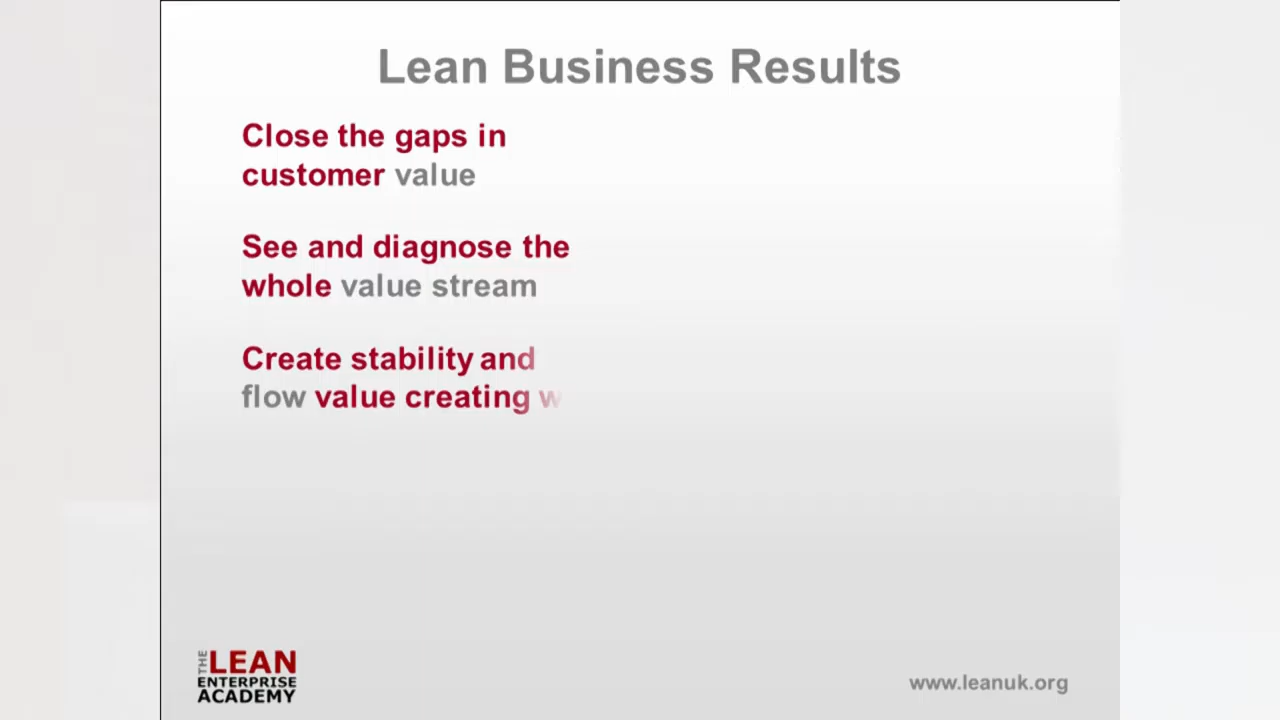 Lean Business Results
Close the gaps in
customer value
See and diagnose the
whole value stream
Create stability and
flow value creating w
THE LEAN
ENTERPRISE
ACADEMY
www.leanuk.org